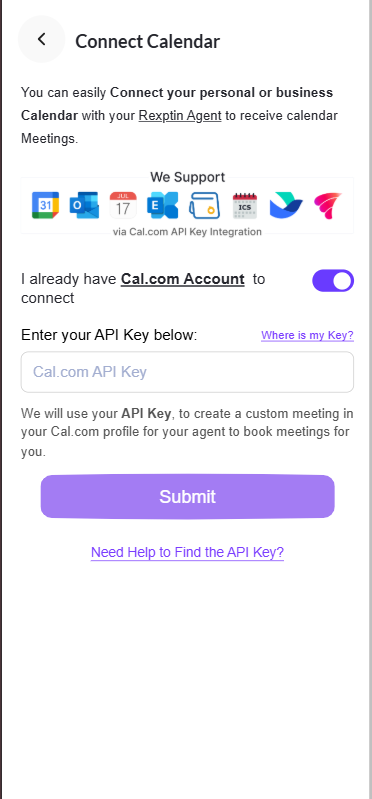 Connect Calendar
You can easily Connect your personal or business
Calendar with your Rexptin Agent to receive calendar
Meetings.
We Support
31
O
JUL
17
E
ICS
via Cal.com API Key Integration
I already have Cal.com Account to
connect
Enter your API Key below:
Where is my Key?
Cal.com API Key
We will use your API Key, to create a custom meeting in
your Cal.com profile for your agent to book meetings for
you.
Submit
Need Help to Find the API Key?